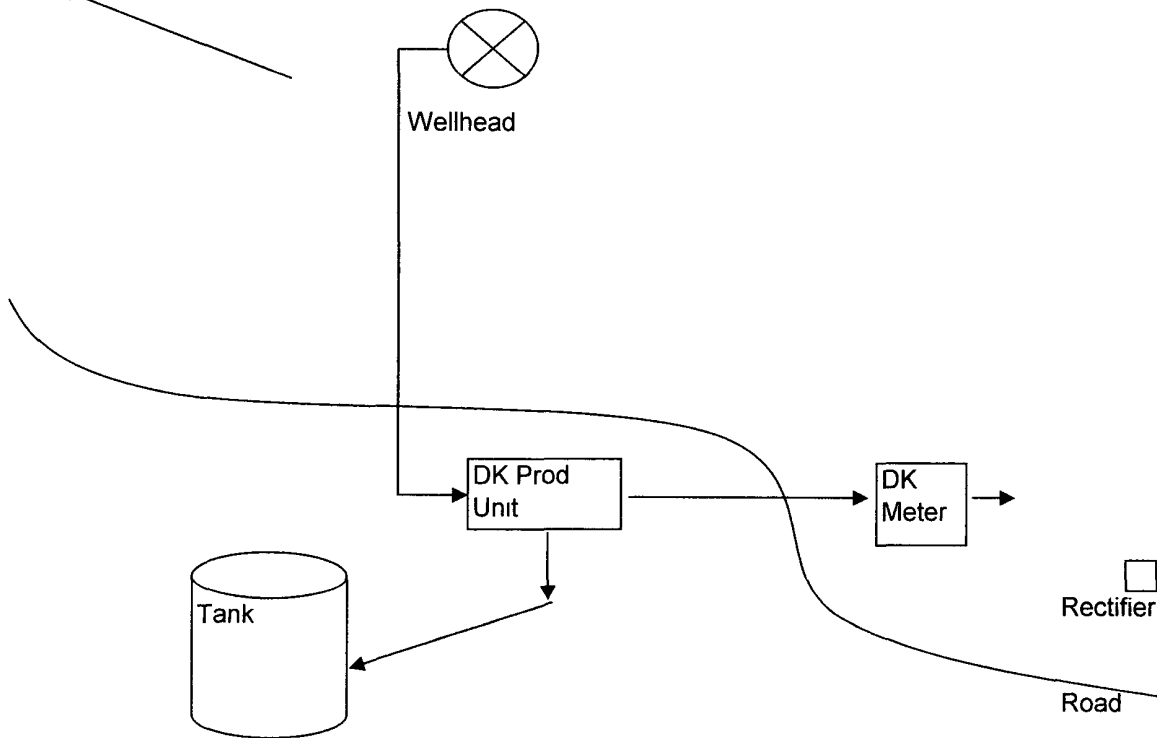 Wellhead
DK Prod
Unit
DK
Meter
Tank
Rectifier
Road